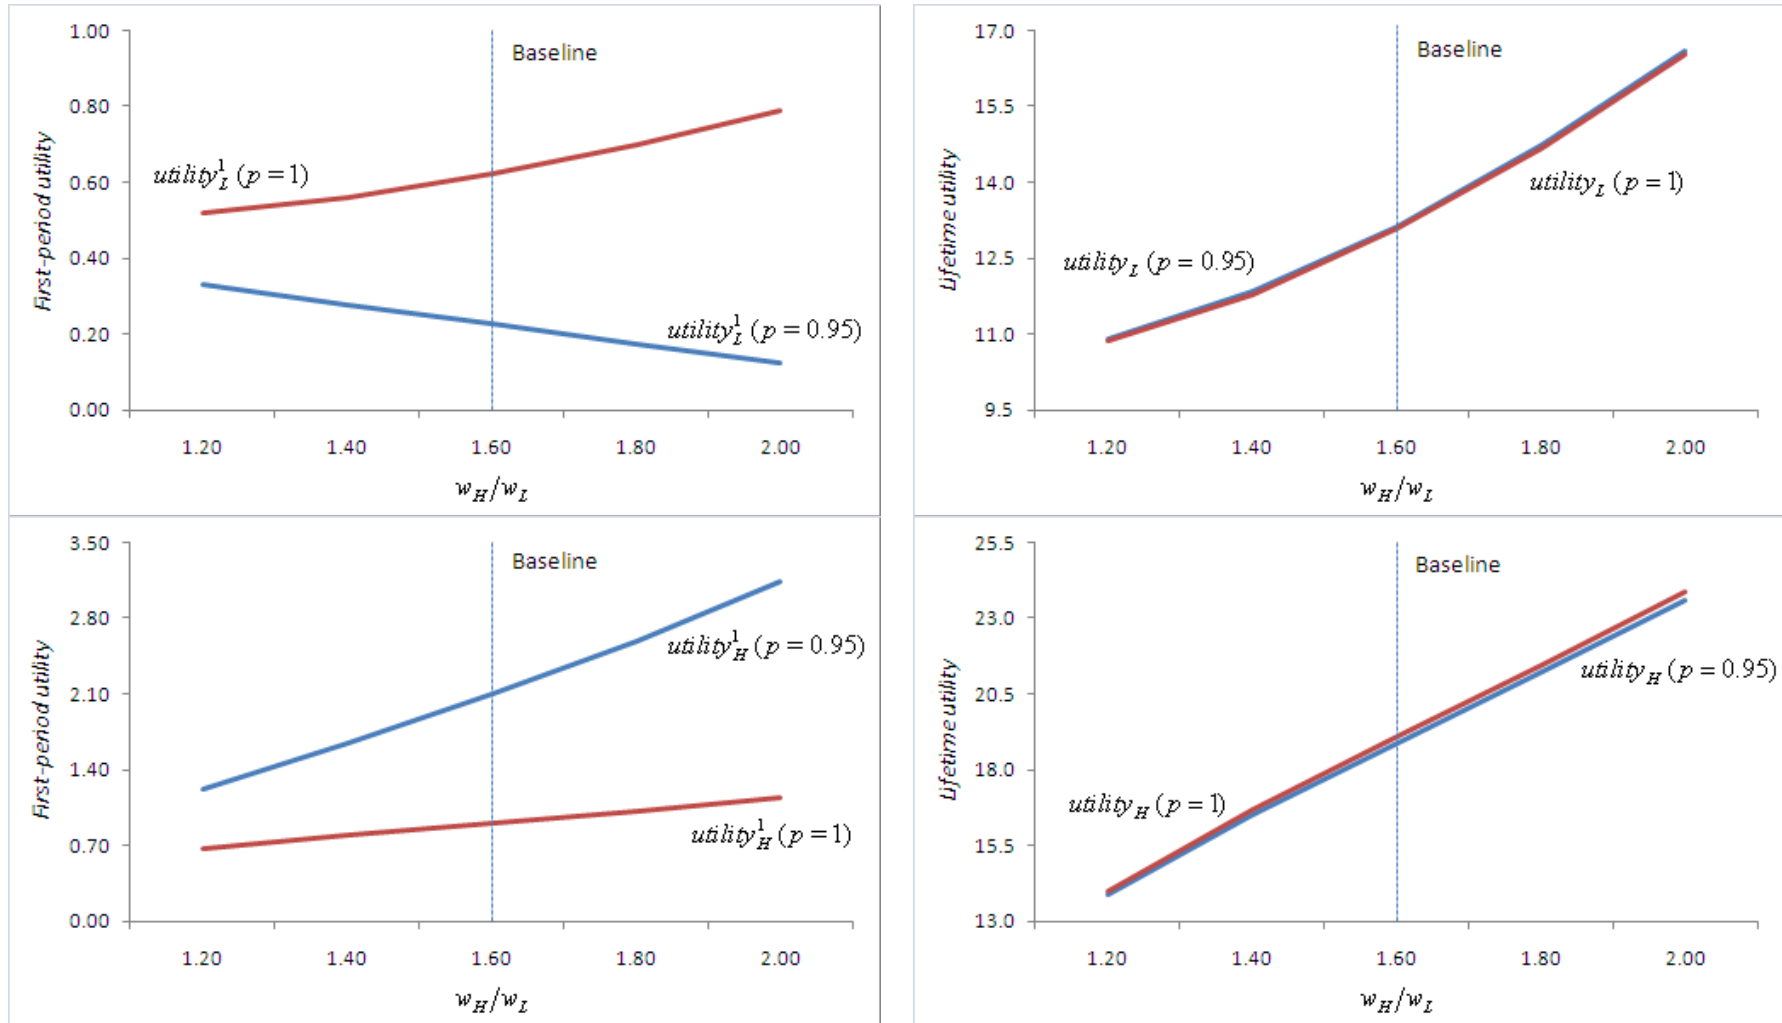 1.00
Baseline
0.80
utility¹_L (p = 1)
0.60
First-period utility
0.40
utility¹_L (p = 0.95)
0.20
0.00
1.20 1.40 1.60 1.80 2.00
w_H/w_L
17.0
Baseline
15.5
14.0
utility_L (p = 1)
Lifetime utility
12.5
utility_L (p = 0.95)
11.0
9.5
1.20 1.40 1.60 1.80 2.00
w_H/w_L
3.50
Baseline
2.80
utility¹_H (p = 0.95)
First-period utility
2.10
1.40
utility¹_H (p = 1)
0.70
0.00
1.20 1.40 1.60 1.80 2.00
w_H/w_L
25.5
Baseline
23.0
utility_H (p = 0.95)
Lifetime utility
20.5
18.0
utility_H (p = 1)
15.5
13.0
1.20 1.40 1.60 1.80 2.00
w_H/w_L